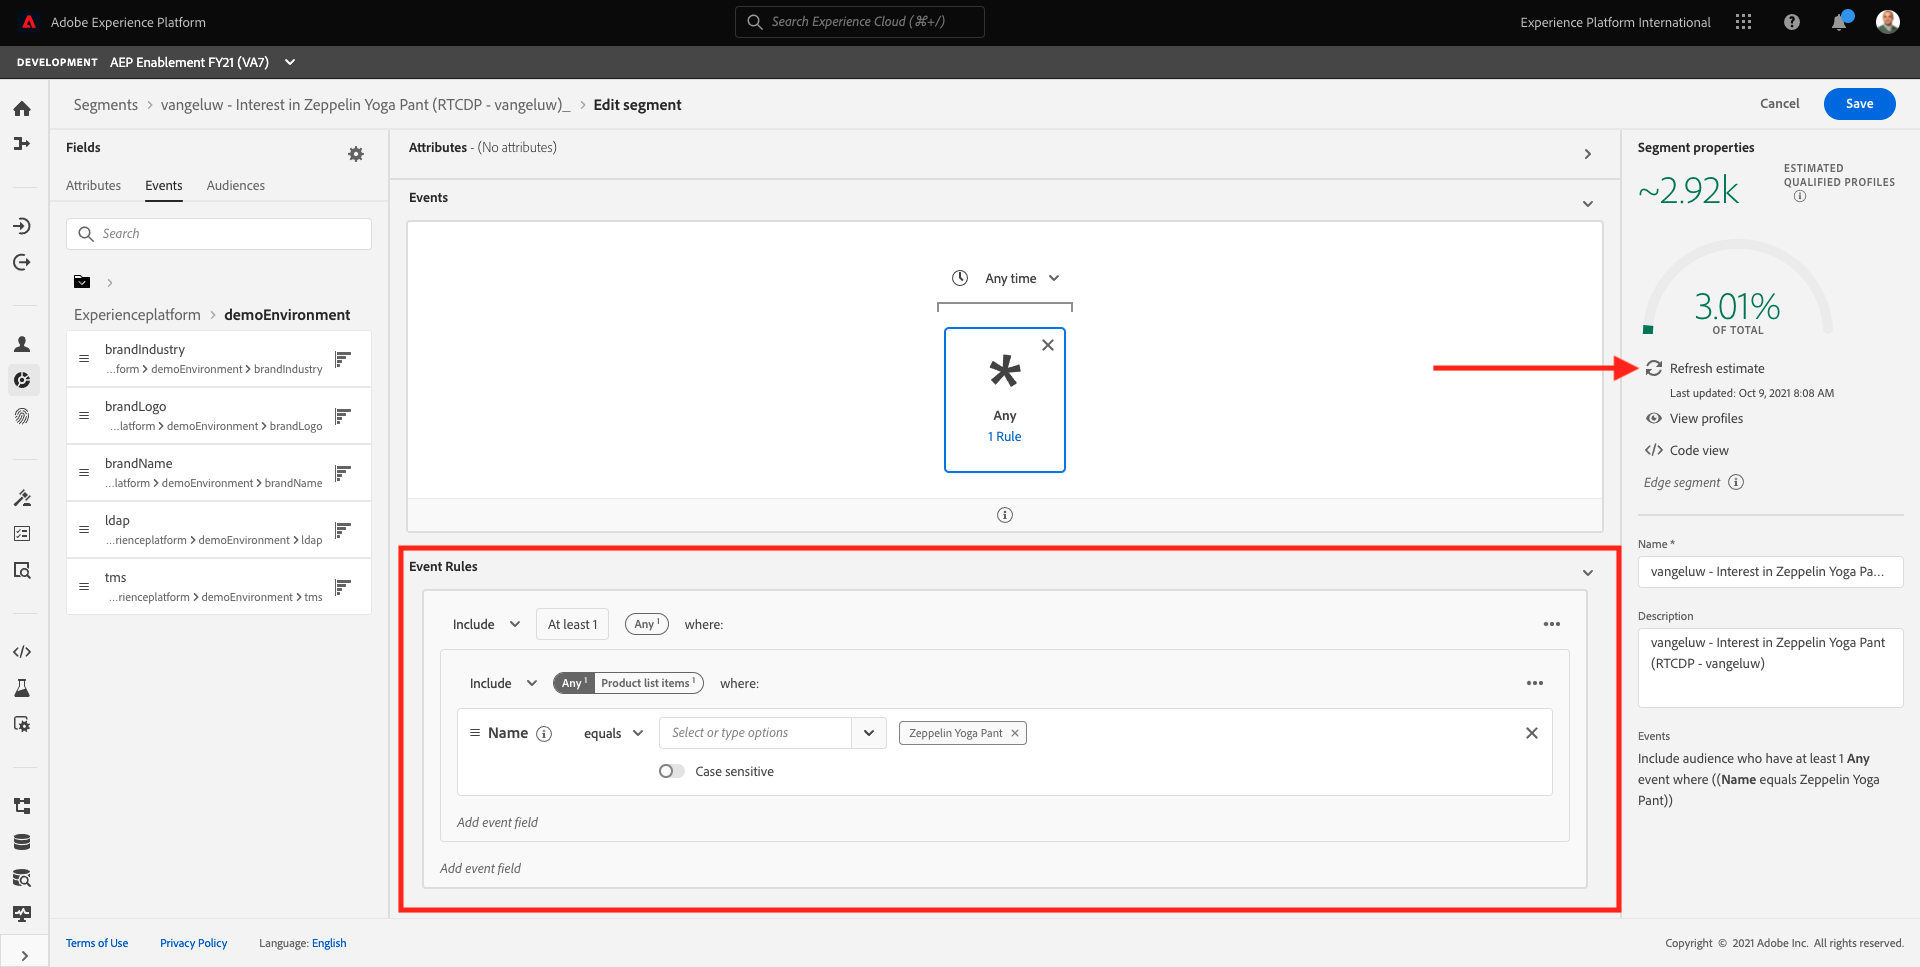 Adobe Experience Platform
Search Experience Cloud (⌘+/)
Experience Platform International
DEVELOPMENT AEP Enablement FY21 (VA7)
Segments > vangeluw - Interest in Zeppelin Yoga Pant (RTCDP - vangeluw)_ > Edit segment
Cancel
Save
Fields
Attributes
Events
Audiences
Search
Experienceplatform > demoEnvironment
brandIndustry
...form > demoEnvironment > brandIndustry
brandLogo
...latform > demoEnvironment > brandLogo
brandName
...latform > demoEnvironment > brandName
ldap
...rienceplatform > demoEnvironment > ldap
tms
...rienceplatform > demoEnvironment > tms
Attributes - (No attributes)
Events
Any time
Any
1 Rule
Event Rules
Include At least 1 Any 1 where:
Include Any 1 Product list items 1 where:
Name equals Select or type options Zeppelin Yoga Pant ×
Case sensitive
Add event field
Add event field
Segment properties
~2.92k
ESTIMATED
QUALIFIED PROFILES
3.01%
OF TOTAL
Refresh estimate
Last updated: Oct 9, 2021 8:08 AM
View profiles
</> Code view
Edge segment
Name *
vangeluw - Interest in Zeppelin Yoga Pa...
Description
vangeluw - Interest in Zeppelin Yoga Pant
(RTCDP - vangeluw)
Events
Include audience who have at least 1 Any
event where ((Name equals Zeppelin Yoga
Pant))
Terms of Use
Privacy Policy
Language: English
Copyright © 2021 Adobe Inc. All rights reserved.